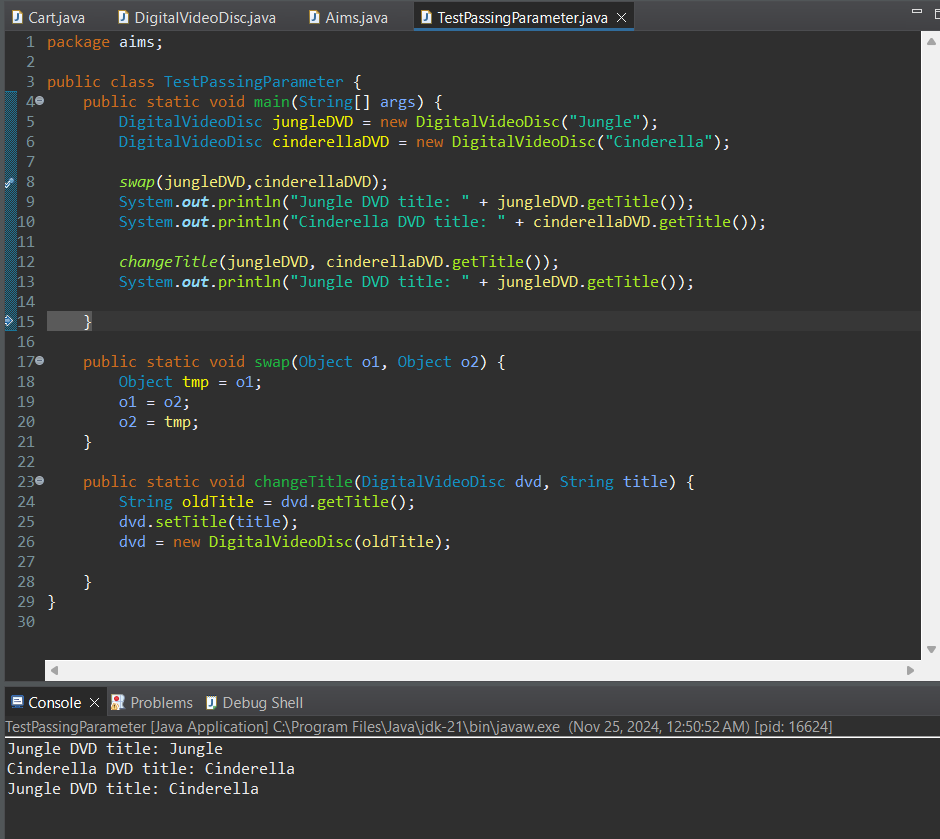 Cart.java DigitalVideoDisc.java Aims.java TestPassingParameter.java
1 package aims;
2
3 public class TestPassingParameter {
4 public static void main(String[] args) {
5 DigitalVideoDisc jungleDVD = new DigitalVideoDisc("Jungle");
6 DigitalVideoDisc cinderellaDVD = new DigitalVideoDisc("Cinderella");
7
8 swap(jungleDVD,cinderellaDVD);
9 System.out.println("Jungle DVD title: " + jungleDVD.getTitle());
10 System.out.println("Cinderella DVD title: " + cinderellaDVD.getTitle());
11
12 changeTitle(jungleDVD, cinderellaDVD.getTitle());
13 System.out.println("Jungle DVD title: " + jungleDVD.getTitle());
14
15 }
16
17 public static void swap(Object o1, Object o2) {
18 Object tmp = o1;
19 o1 = o2;
20 o2 = tmp;
21 }
22
23 public static void changeTitle(DigitalVideoDisc dvd, String title) {
24 String oldTitle = dvd.getTitle();
25 dvd.setTitle(title);
26 dvd = new DigitalVideoDisc(oldTitle);
27
28 }
29 }
30
Console Problems Debug Shell
TestPassingParameter [Java Application] C:\Program Files\Java\jdk-21\bin\javaw.exe (Nov 25, 2024, 12:50:52 AM) [pid: 16624]
Jungle DVD title: Jungle
Cinderella DVD title: Cinderella
Jungle DVD title: Cinderella